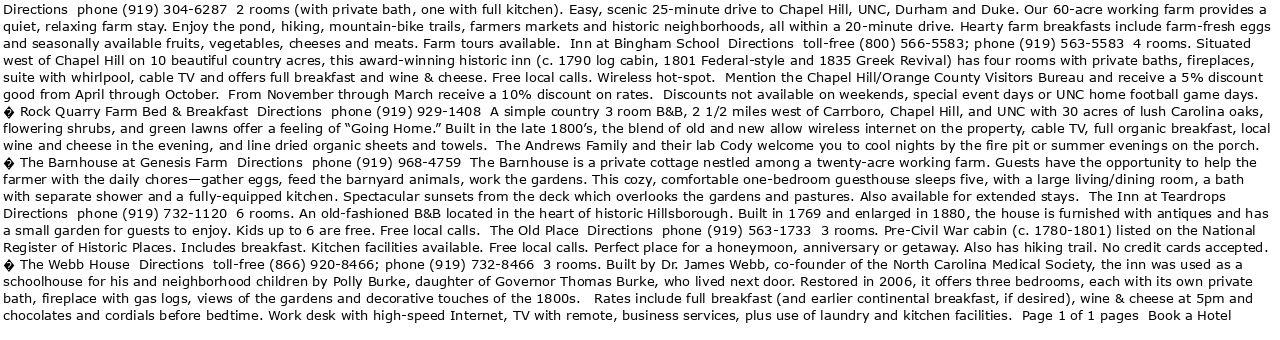 Directions  phone (919) 304-6287  2 rooms (with private bath, one with full kitchen). Easy, scenic 25-minute drive to Chapel Hill, UNC, Durham and Duke. Our 60-acre working farm provides a
quiet, relaxing farm stay. Enjoy the pond, hiking, mountain-bike trails, farmers markets and historic neighborhoods, all within a 20-minute drive. Hearty farm breakfasts include farm-fresh eggs
and seasonally available fruits, vegetables, cheeses and meats. Farm tours available.  Inn at Bingham School  Directions  toll-free (800) 566-5583; phone (919) 563-5583  4 rooms. Situated
west of Chapel Hill on 10 beautiful country acres, this award-winning historic inn (c. 1790 log cabin, 1801 Federal-style and 1835 Greek Revival) has four rooms with private baths, fireplaces,
suite with whirlpool, cable TV and offers full breakfast and wine & cheese. Free local calls. Wireless hot-spot.  Mention the Chapel Hill/Orange County Visitors Bureau and receive a 5% discount
good from April through October.  From November through March receive a 10% discount on rates.  Discounts not available on weekends, special event days or UNC home football game days.
� Rock Quarry Farm Bed & Breakfast  Directions  phone (919) 929-1408  A simple country 3 room B&B, 2 1/2 miles west of Carrboro, Chapel Hill, and UNC with 30 acres of lush Carolina oaks,
flowering shrubs, and green lawns offer a feeling of “Going Home.” Built in the late 1800’s, the blend of old and new allow wireless internet on the property, cable TV, full organic breakfast, local
wine and cheese in the evening, and line dried organic sheets and towels.  The Andrews Family and their lab Cody welcome you to cool nights by the fire pit or summer evenings on the porch.
� The Barnhouse at Genesis Farm  Directions  phone (919) 968-4759  The Barnhouse is a private cottage nestled among a twenty-acre working farm. Guests have the opportunity to help the
farmer with the daily chores—gather eggs, feed the barnyard animals, work the gardens. This cozy, comfortable one-bedroom guesthouse sleeps five, with a large living/dining room, a bath
with separate shower and a fully-equipped kitchen. Spectacular sunsets from the deck which overlooks the gardens and pastures. Also available for extended stays.  The Inn at Teardrops
Directions  phone (919) 732-1120  6 rooms. An old-fashioned B&B located in the heart of historic Hillsborough. Built in 1769 and enlarged in 1880, the house is furnished with antiques and has
a small garden for guests to enjoy. Kids up to 6 are free. Free local calls.  The Old Place  Directions  phone (919) 563-1733  3 rooms. Pre-Civil War cabin (c. 1780-1801) listed on the National
Register of Historic Places. Includes breakfast. Kitchen facilities available. Free local calls. Perfect place for a honeymoon, anniversary or getaway. Also has hiking trail. No credit cards accepted.
� The Webb House  Directions  toll-free (866) 920-8466; phone (919) 732-8466  3 rooms. Built by Dr. James Webb, co-founder of the North Carolina Medical Society, the inn was used as a
schoolhouse for his and neighborhood children by Polly Burke, daughter of Governor Thomas Burke, who lived next door. Restored in 2006, it offers three bedrooms, each with its own private
bath, fireplace with gas logs, views of the gardens and decorative touches of the 1800s.   Rates include full breakfast (and earlier continental breakfast, if desired), wine & cheese at 5pm and
chocolates and cordials before bedtime. Work desk with high-speed Internet, TV with remote, business services, plus use of laundry and kitchen facilities.  Page 1 of 1 pages  Book a Hotel